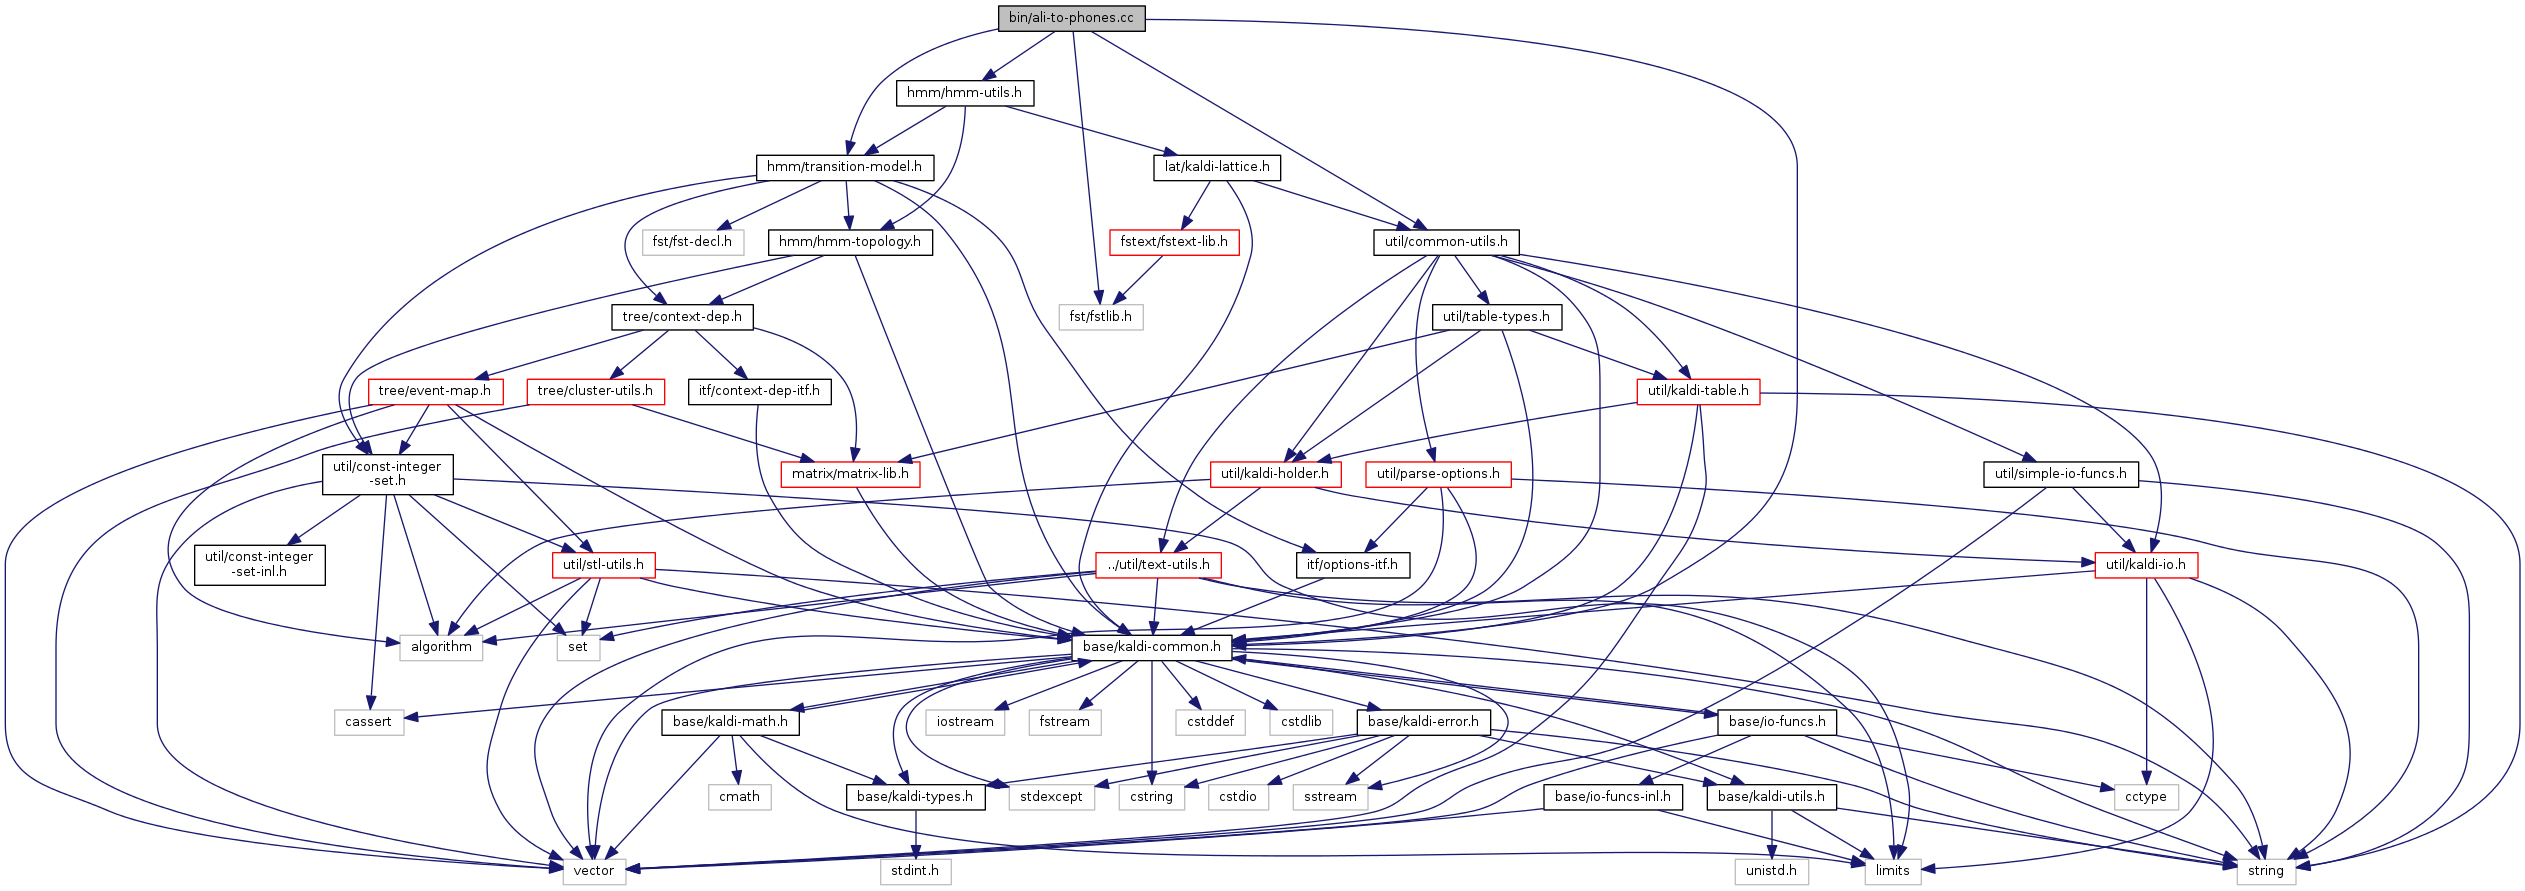 bin/ali-to-phones.cc
hmm/hmm-utils.h
hmm/transition-model.h
lat/kaldi-lattice.h
fst/fst-decl.h
hmm/hmm-topology.h
fstext/fstext-lib.h
util/common-utils.h
tree/context-dep.h
fst/fstlib.h
util/table-types.h
tree/event-map.h
tree/cluster-utils.h
itf/context-dep-itf.h
util/kaldi-table.h
util/const-integer
-set.h
matrix/matrix-lib.h
util/kaldi-holder.h
util/parse-options.h
util/simple-io-funcs.h
util/const-integer
-set-inl.h
util/stl-utils.h
../util/text-utils.h
itf/options-itf.h
util/kaldi-io.h
algorithm
set
base/kaldi-common.h
cassert
base/kaldi-math.h
iostream
fstream
cstddef
cstdlib
base/kaldi-error.h
base/io-funcs.h
cmath
base/kaldi-types.h
stdexcept
cstring
cstdio
sstream
base/io-funcs-inl.h
base/kaldi-utils.h
cctype
vector
stdint.h
unistd.h
limits
string